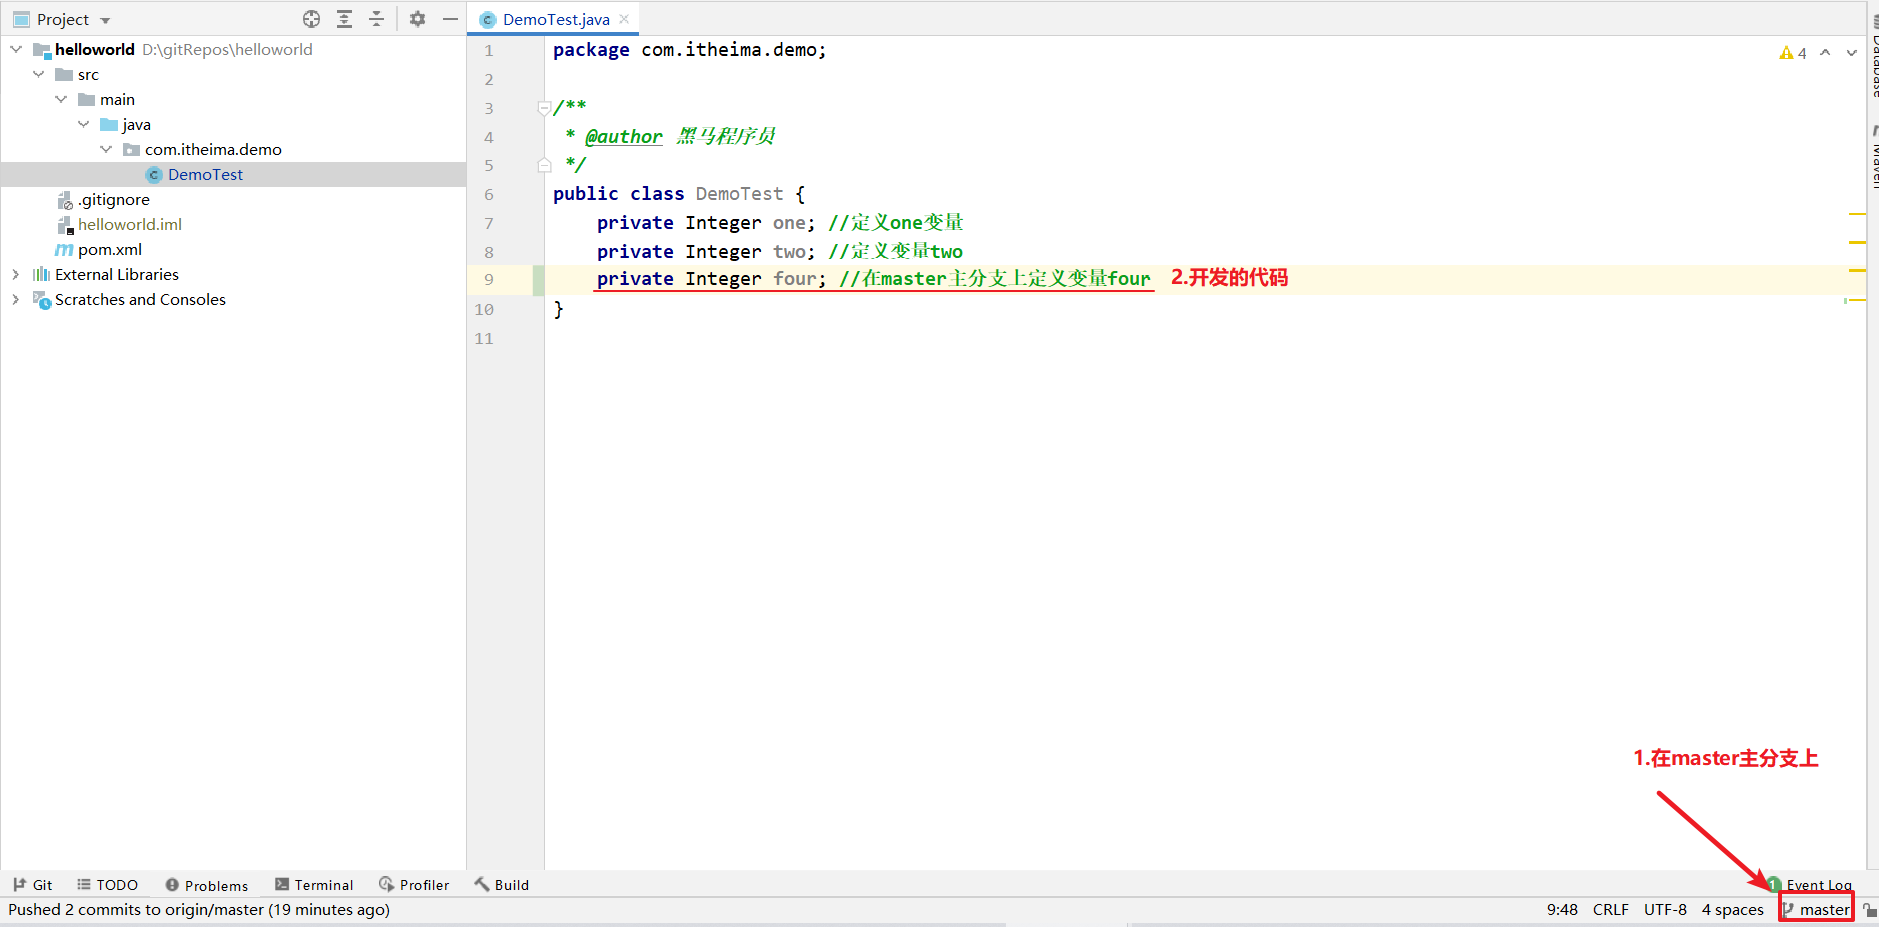 Project
helloworld D:\gitRepos\helloworld
src
main
java
com.itheima.demo
DemoTest
.gitignore
helloworld.iml
pom.xml
External Libraries
Scratches and Consoles
DemoTest.java
4
1 package com.itheima.demo;
2
3 /**
4 * @author 黑马程序员
5 */
6 public class DemoTest {
7 private Integer one; //定义one变量
8 private Integer two; //定义变量two
9 private Integer four; //在master主分支上定义变量four 2.开发的代码
10 }
11
Database
Maven
1.在master主分支上
Git TODO Problems Terminal Profiler Build 1 Event Log
Pushed 2 commits to origin/master (19 minutes ago) 9:48 CRLF UTF-8 4 spaces master